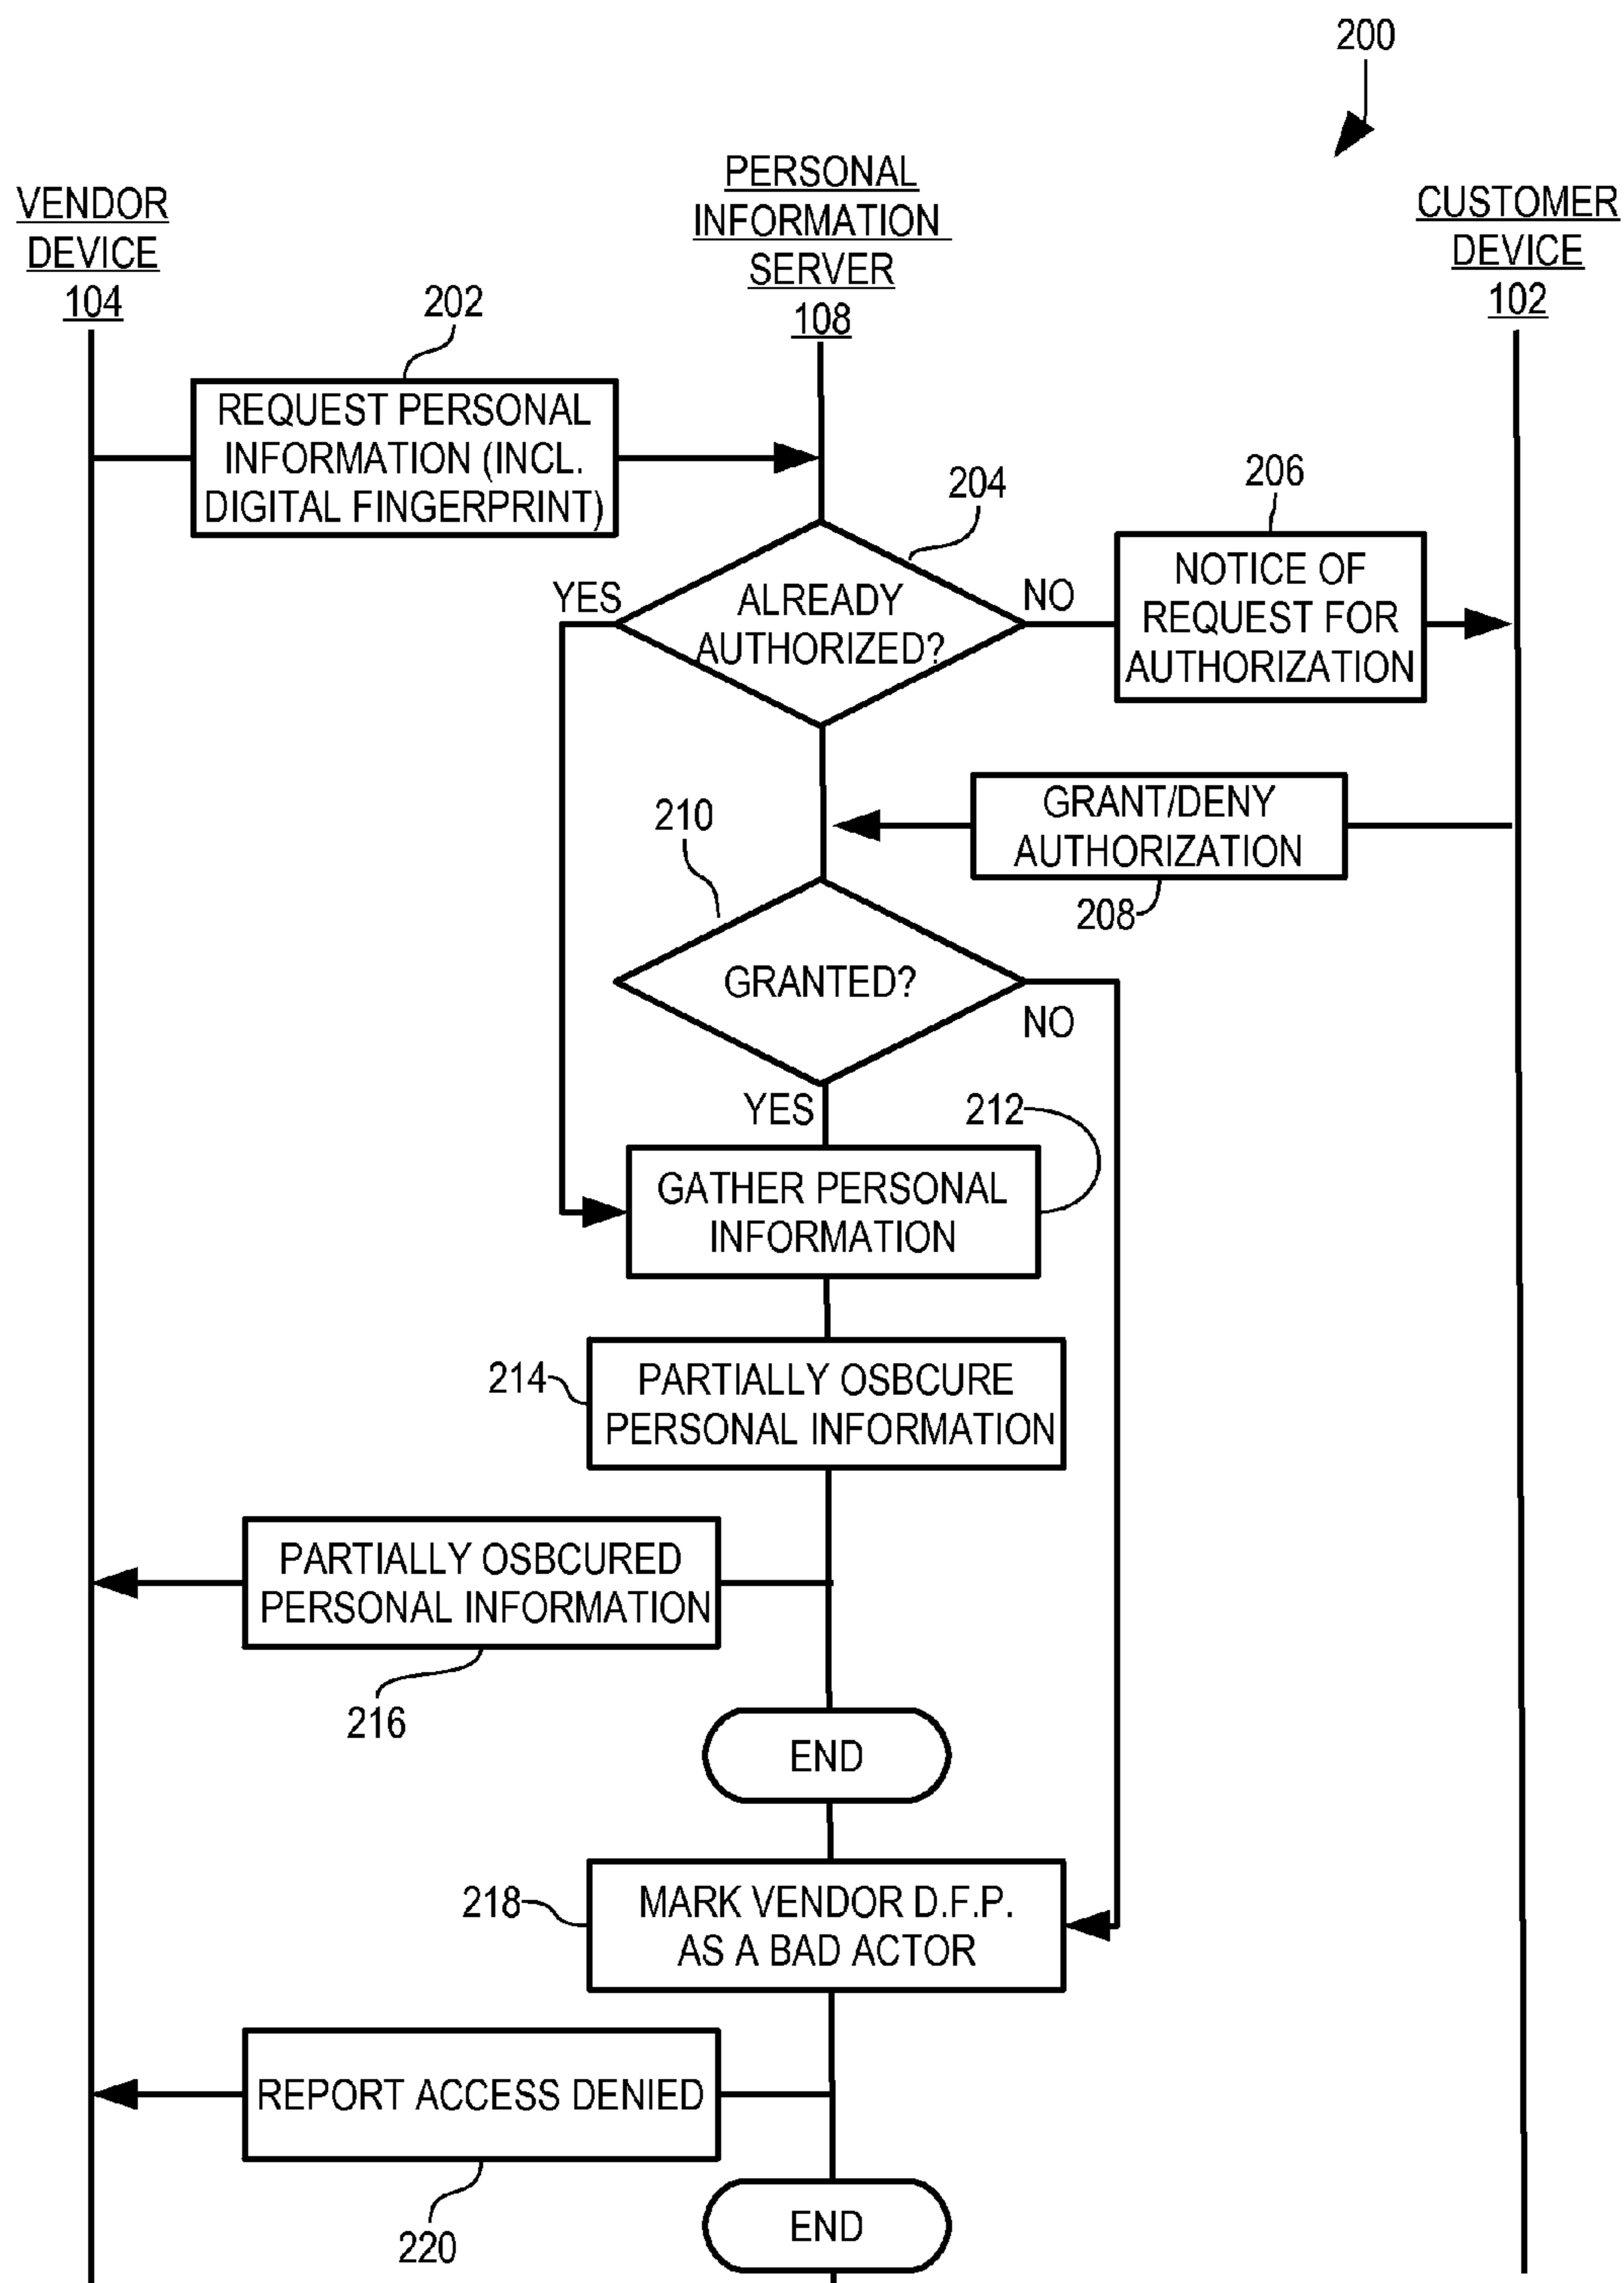 200
VENDOR
DEVICE
104
PERSONAL
INFORMATION
SERVER
108
CUSTOMER
DEVICE
102
202
REQUEST PERSONAL
INFORMATION (INCL.
DIGITAL FINGERPRINT)
204
ALREADY
AUTHORIZED?
YES
NO
206
NOTICE OF
REQUEST FOR
AUTHORIZATION
GRANT/DENY
AUTHORIZATION
208
210
GRANTED?
NO
YES
212
GATHER PERSONAL
INFORMATION
214
PARTIALLY OSBCURE
PERSONAL INFORMATION
PARTIALLY OSBCURED
PERSONAL INFORMATION
216
END
218
MARK VENDOR D.F.P.
AS A BAD ACTOR
REPORT ACCESS DENIED
220
END